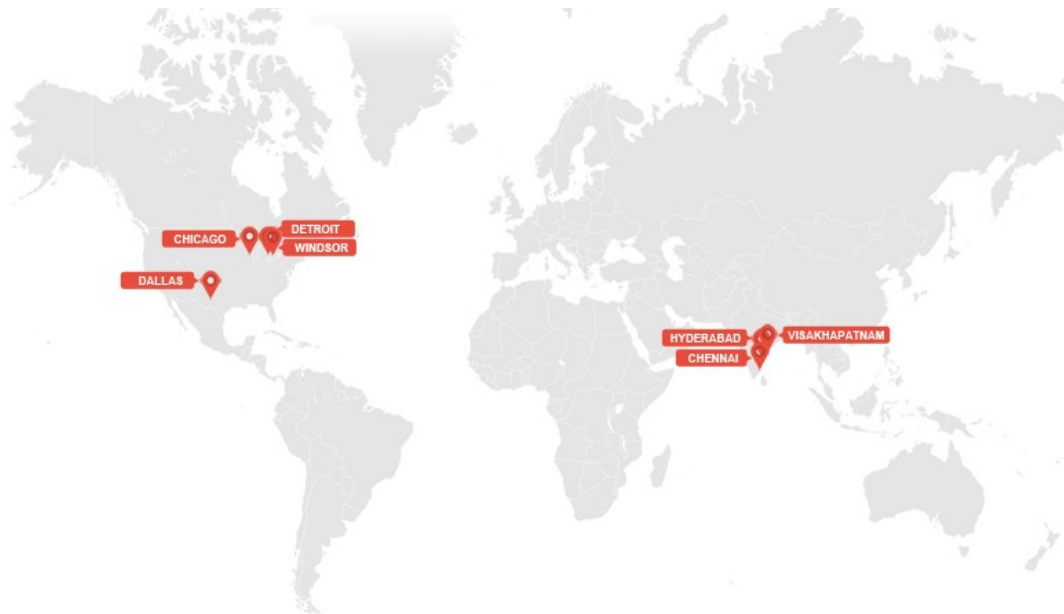 DETROIT
CHICAGO
WINDSOR
DALLAS
HYDERABAD
VISAKHAPATNAM
CHENNAI